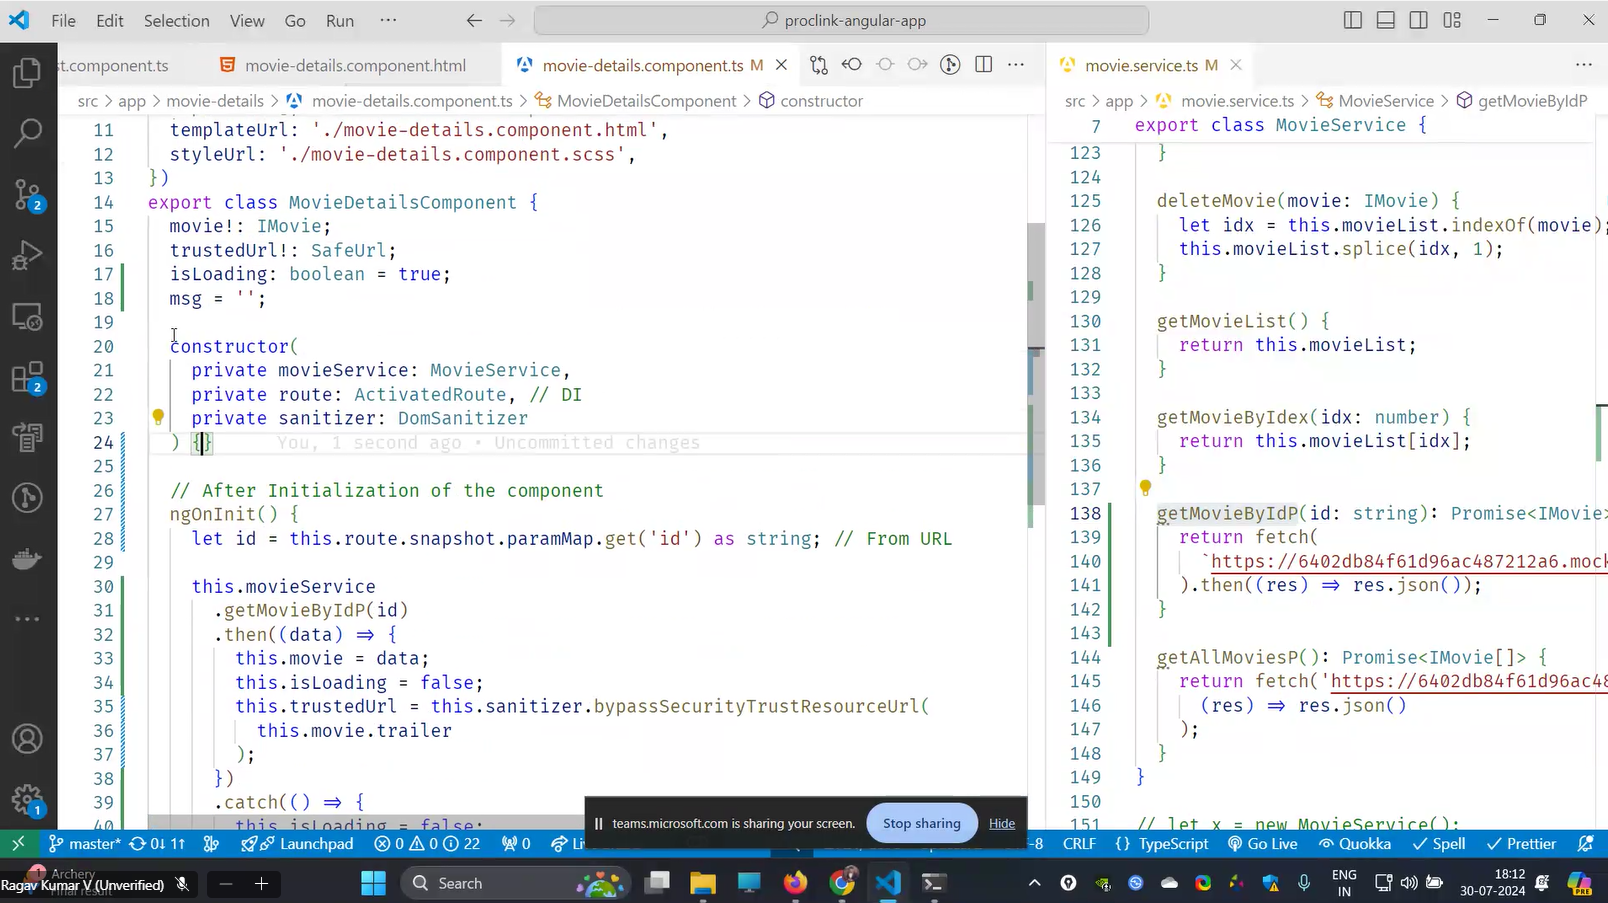 File Edit Selection View Go Run ··· proclink-angular-app
st.component.ts movie-details.component.html movie-details.component.ts M
src > app > movie-details > movie-details.component.ts > MovieDetailsComponent > constructor
11 templateUrl: './movie-details.component.html',
12 styleUrl: './movie-details.component.scss',
13 })
14 export class MovieDetailsComponent {
15 movie!: IMovie;
16 trustedUrl!: SafeUrl;
17 isLoading: boolean = true;
18 msg = '';
19
20 constructor(
21 private movieService: MovieService,
22 private route: ActivatedRoute, // DI
23 private sanitizer: DomSanitizer
24 ) {} You, 1 second ago • Uncommitted changes
25
26 // After Initialization of the component
27 ngOnInit() {
28 let id = this.route.snapshot.paramMap.get('id') as string; // From URL
29
30 this.movieService
31 .getMovieByIdP(id)
32 .then((data) => {
33 this.movie = data;
34 this.isLoading = false;
35 this.trustedUrl = this.sanitizer.bypassSecurityTrustResourceUrl(
36 this.movie.trailer
37 );
38 })
39 .catch(() => {
40 this.isLoading = false;
movie.service.ts M
src > app > movie.service.ts > MovieService > getMovieByIdP
7 export class MovieService {
123 }
124
125 deleteMovie(movie: IMovie) {
126 let idx = this.movieList.indexOf(movie);
127 this.movieList.splice(idx, 1);
128 }
129
130 getMovieList() {
131 return this.movieList;
132 }
133
134 getMovieByIdex(idx: number) {
135 return this.movieList[idx];
136 }
137
138 getMovieByIdP(id: string): Promise<IMovie>
139 return fetch(
140 `https://6402db84f61d96ac487212a6.mock
141 ).then((res) => res.json());
142 }
143
144 getAllMoviesP(): Promise<IMovie[]> {
145 return fetch('https://6402db84f61d96ac48
146 (res) => res.json()
147 );
148 }
149 }
150
151 // let x = new MovieService();
teams.microsoft.com is sharing your screen. Stop sharing Hide
master* 0↓ 1↑ Launchpad 0 0 22 0 CRLF {} TypeScript Go Live Quokka Spell Prettier
Archery
Final result
Ragav Kumar V (Unverified) Search
ENG
IN
18:12
30-07-2024